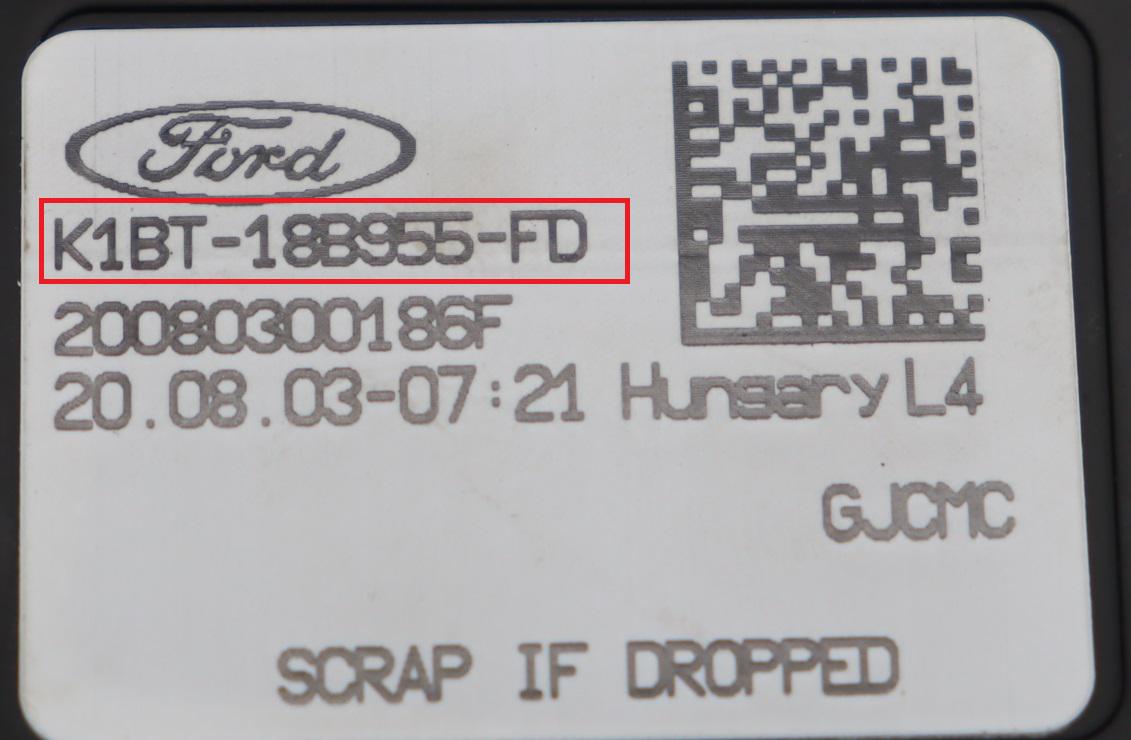 Ford
K1BT-18B955-FD
20080300186F
20.08.03-07:21 Hungary L4
GJCMC
SCRAP IF DROPPED